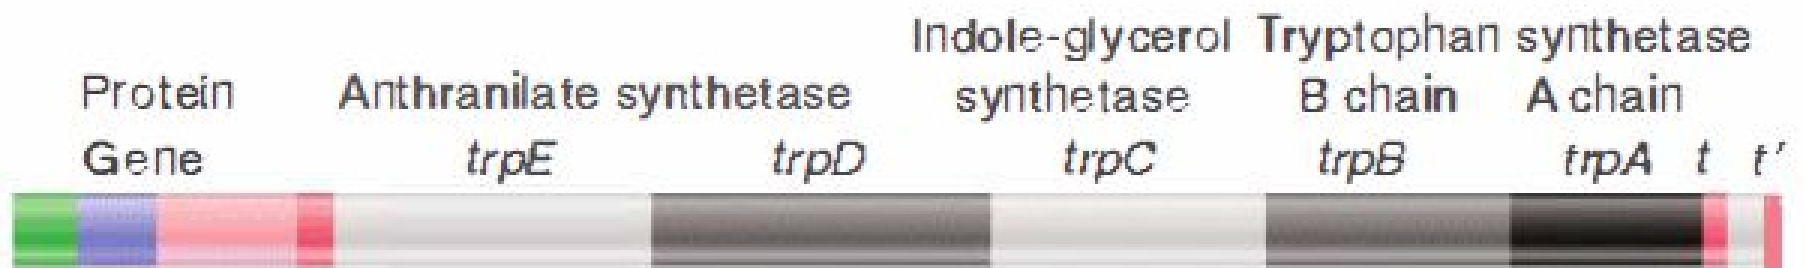 Indole-glycerol Tryptophan synthetase
Protein Anthranilate synthetase synthetase B chain A chain
Gene trpE trpD trpC trpB trpA t t′